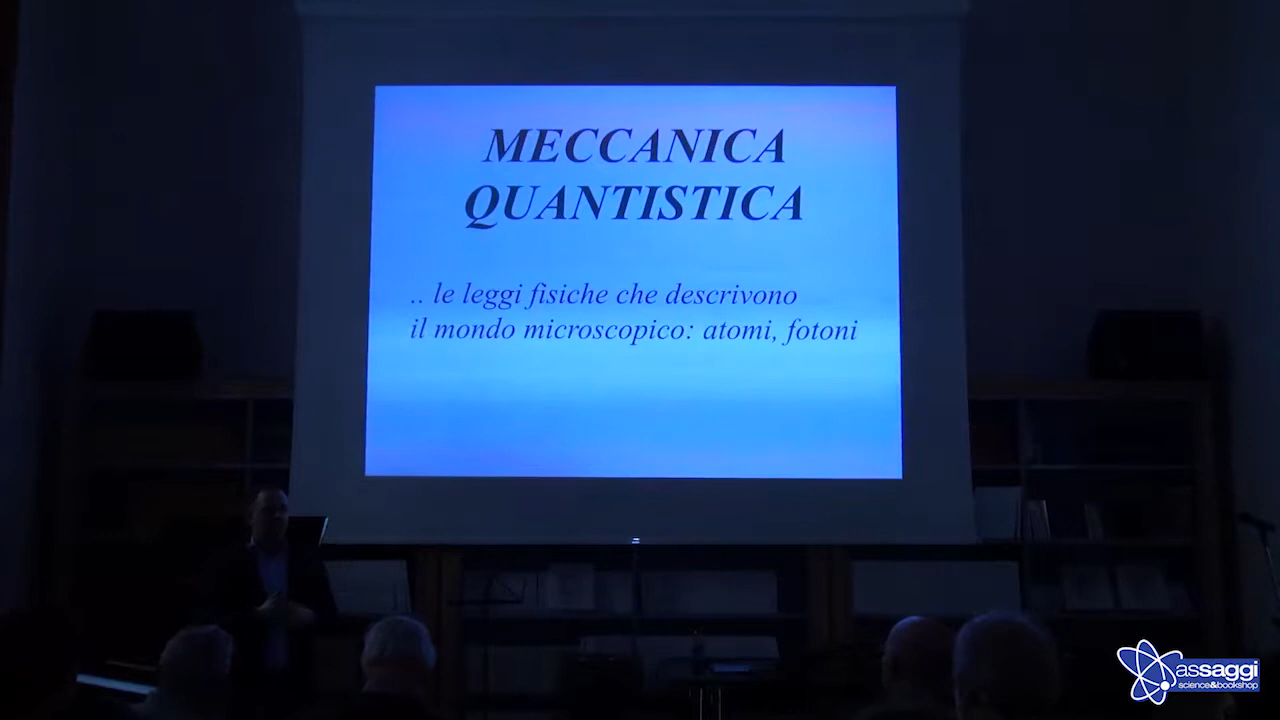 MECCANICA
QUANTISTICA
.. le leggi fisiche che descrivono
il mondo microscopico: atomi, fotoni
assaggi
science&bookshop